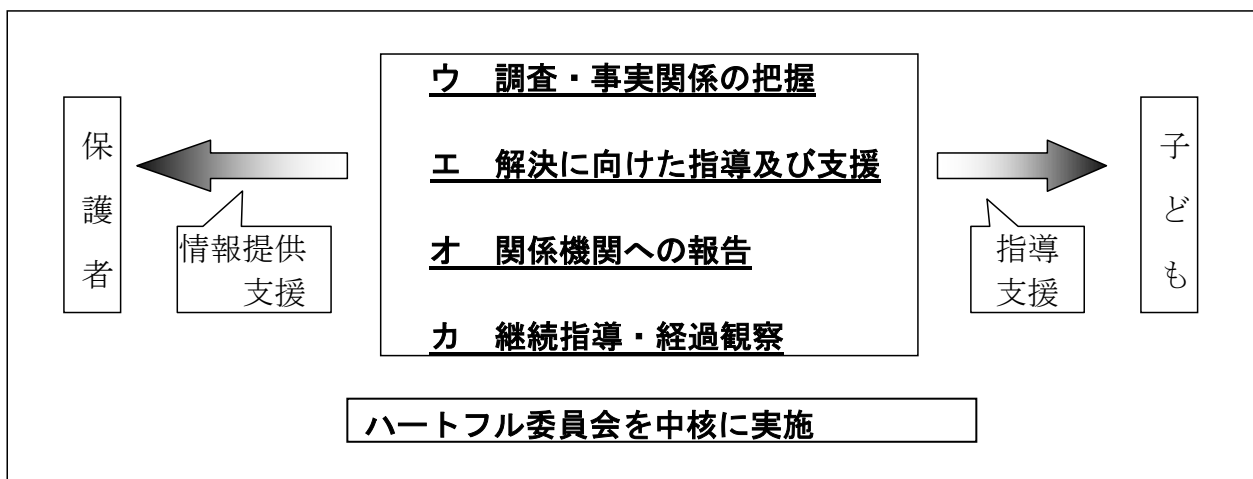 保護者
情報提供
支援
ウ 調査・事実関係の把握
エ 解決に向けた指導及び支援
オ 関係機関への報告
カ 継続指導・経過観察
指導
支援
子ども
ハートフル委員会を中核に実施